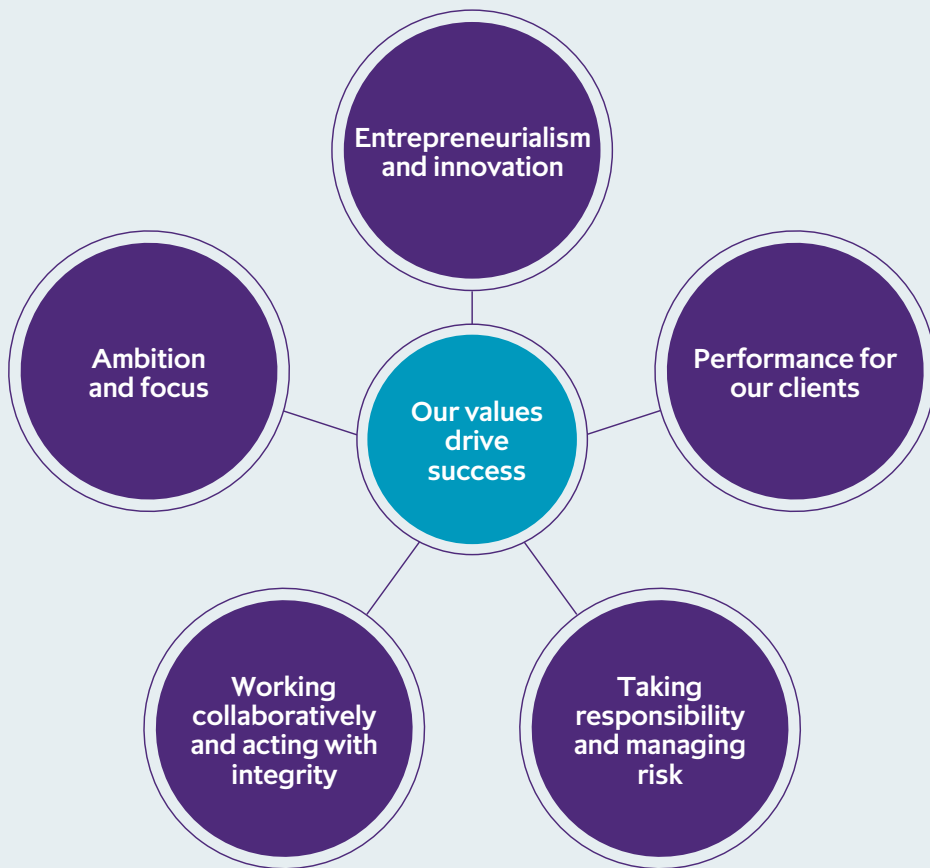 Entrepreneurialism
and innovation
Ambition
and focus
Performance for
our clients
Our values
drive
success
Working
collaboratively
and acting with
integrity
Taking
responsibility
and managing
risk